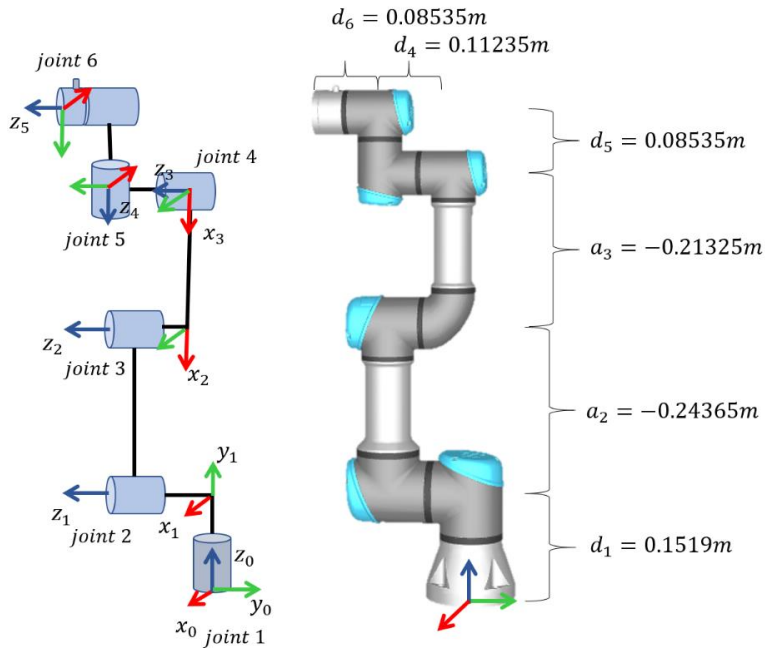 d₆ = 0.08535m
d₄ = 0.11235m
joint 6
z₅
joint 4
z₃
z₄
joint 5
x₃
d₅ = 0.08535m
a₃ = −0.21325m
z₂
joint 3
x₂
a₂ = −0.24365m
y₁
z₁
joint 2
x₁
z₀
d₁ = 0.1519m
x₀
y₀
joint 1